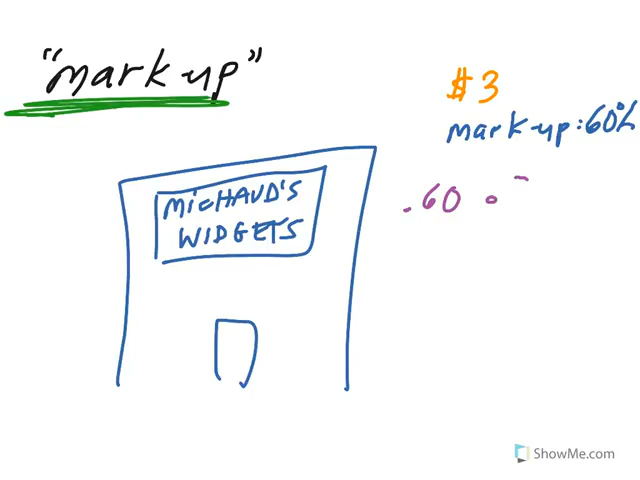 "mark up"
$3
mark-up: 60%
.60
MICHAUD'S
WIDGETS
ShowMe.com